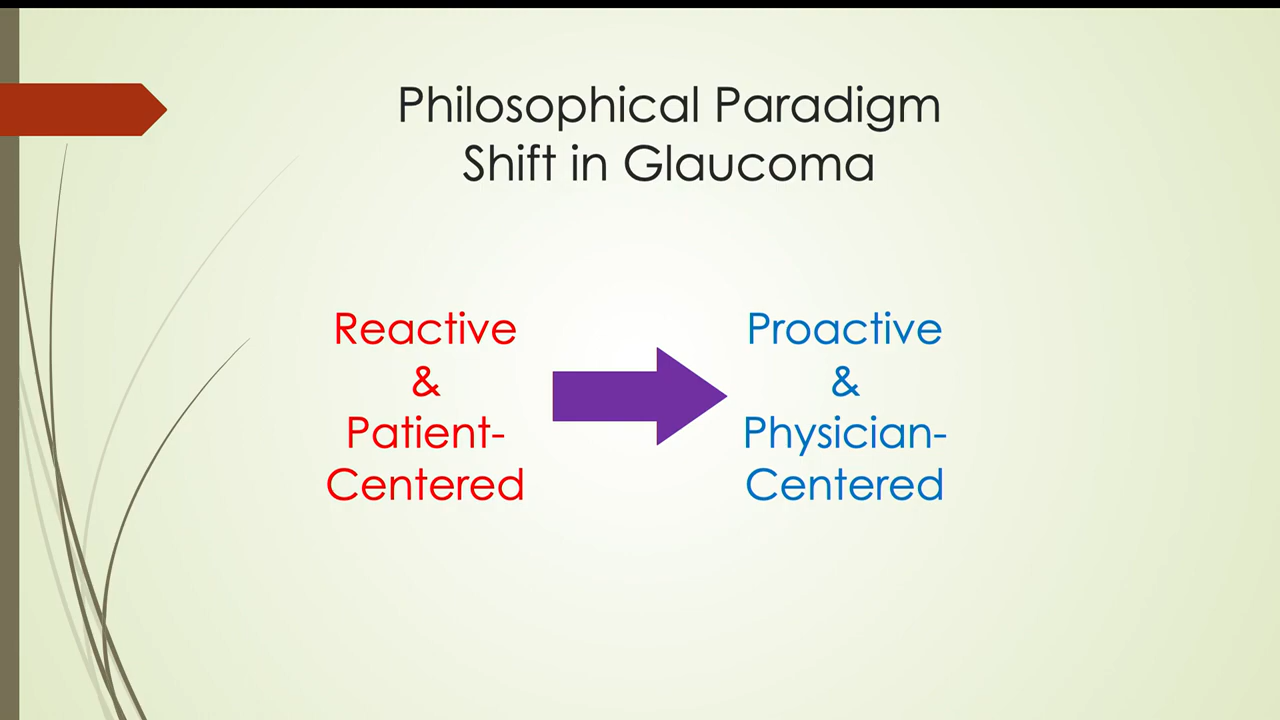 Philosophical Paradigm
Shift in Glaucoma
Reactive
&
Patient-
Centered
Proactive
&
Physician-
Centered